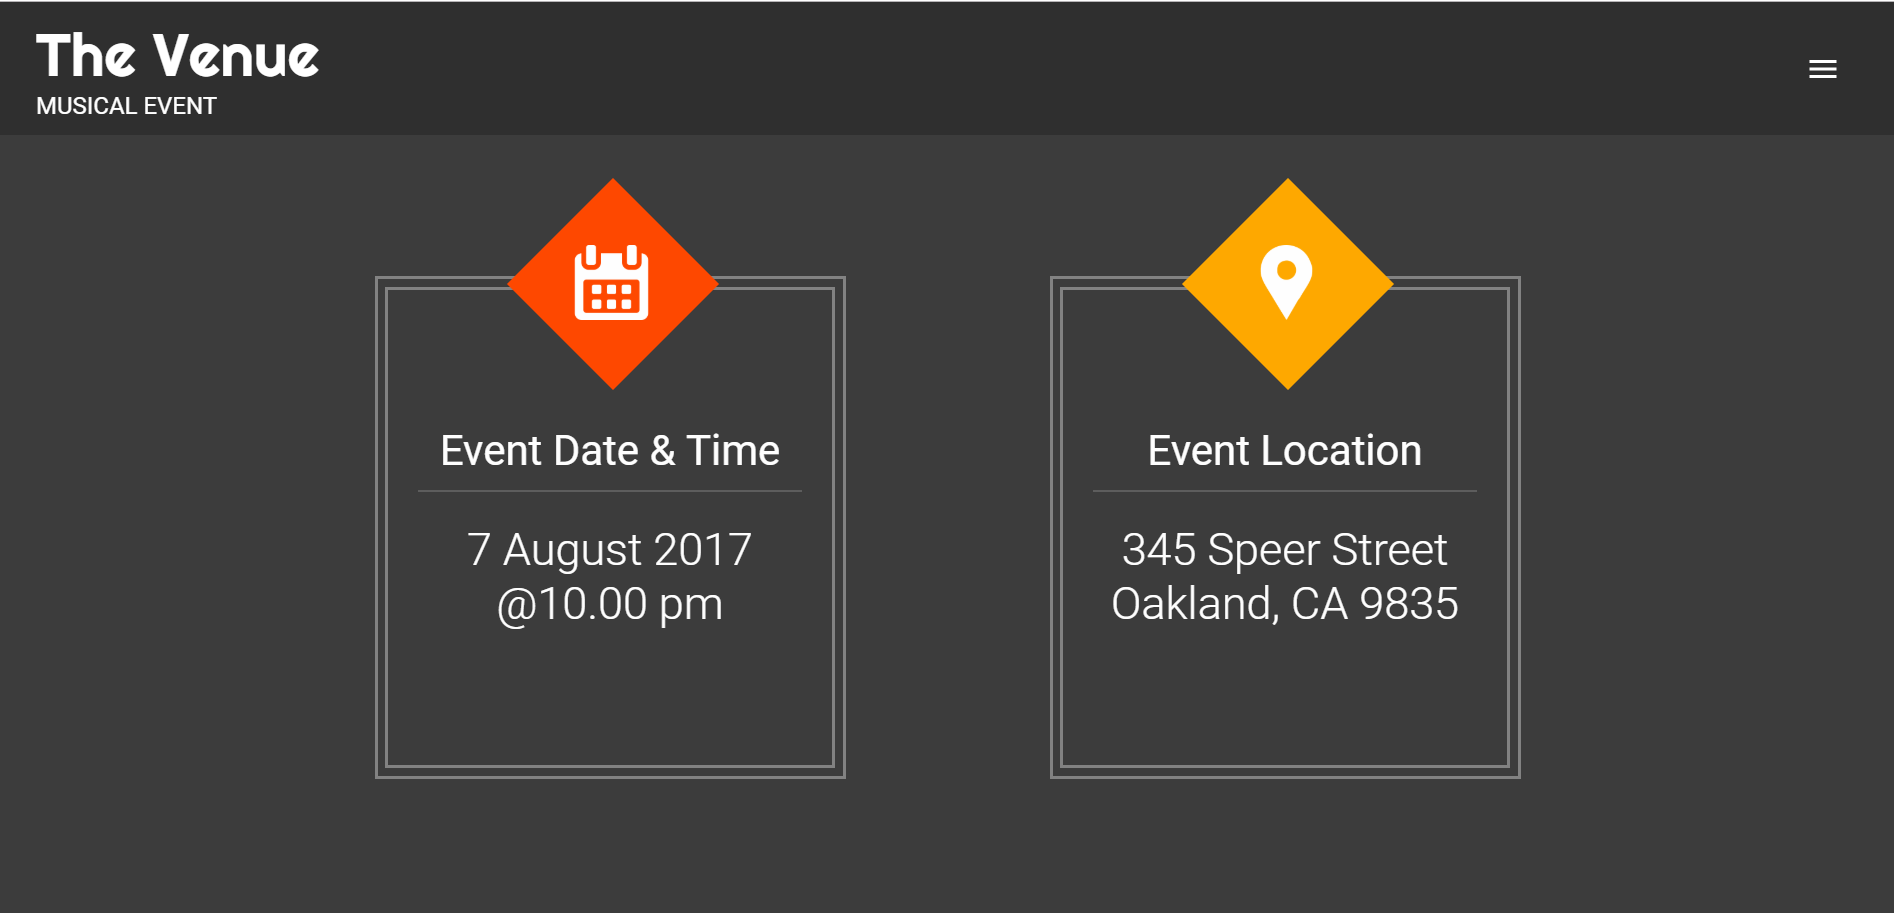 The Venue
MUSICAL EVENT
Event Date & Time
7 August 2017
@10.00 pm
Event Location
345 Speer Street
Oakland, CA 9835